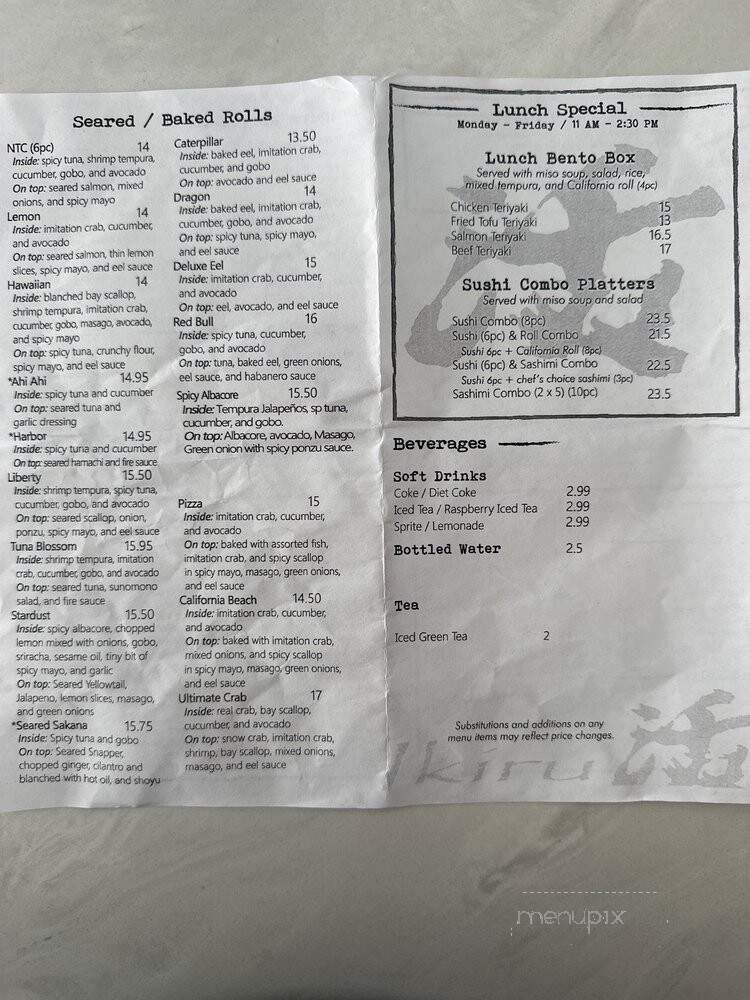 Seared / Baked Rolls
NTC (6pc) 14
Inside: spicy tuna, shrimp tempura,
cucumber, gobo, and avocado
On top: seared salmon, mixed
onions, and spicy mayo
Lemon 14
Inside: imitation crab, cucumber,
and avocado
On top: seared salmon, thin lemon
slices, spicy mayo, and eel sauce
Hawaiian 14
Inside: blanched bay scallop,
shrimp tempura, imitation crab,
cucumber, gobo, masago, avocado,
and spicy mayo
On top: spicy tuna, crunchy flour,
spicy mayo, and eel sauce
*Ahi Ahi 14.95
Inside: spicy tuna and cucumber
On top: seared tuna and
garlic dressing
*Harbor 14.95
Inside: spicy tuna and cucumber
On top: seared hamachi and fire sauce
Liberty 15.50
Inside: shrimp tempura, spicy tuna,
cucumber, gobo, and avocado
On top: seared scallop, onion,
ponzu, spicy mayo, and eel sauce
Tuna Blossom 15.95
Inside: shrimp tempura, imitation
crab, cucumber, gobo, and avocado
On top: seared tuna, sunomono
salad, and fire sauce
Stardust 15.50
Inside: spicy albacore, chopped
lemon mixed with onions, gobo,
sriracha, sesame oil, tiny bit of
spicy mayo, and garlic
On top: Seared Yellowtail,
Jalapeno, lemon slices, masago,
and green onions
*Seared Sakana 15.75
Inside: Spicy tuna and gobo
On top: Seared Snapper,
chopped ginger, cilantro and
blanched with hot oil, and shoyu
Caterpillar 13.50
Inside: baked eel, imitation crab,
cucumber, and gobo
On top: avocado and eel sauce
Dragon 14
Inside: baked eel, imitation crab,
cucumber, gobo, and avocado
On top: spicy tuna, spicy mayo,
and eel sauce
Deluxe Eel 15
Inside: imitation crab, cucumber,
and avocado
On top: eel, avocado, and eel sauce
Red Bull 16
Inside: spicy tuna, cucumber,
gobo, and avocado
On top: tuna, baked eel, green onions,
eel sauce, and habanero sauce
Spicy Albacore 15.50
Inside: Tempura Jalapeños, sp tuna,
cucumber, and gobo.
On top: Albacore, avocado, Masago,
Green onion with spicy ponzu sauce.
Pizza 15
Inside: imitation crab, cucumber,
and avocado
On top: baked with assorted fish,
imitation crab, and spicy scallop
in spicy mayo, masago, green onions,
and eel sauce
California Beach 14.50
Inside: imitation crab, cucumber,
and avocado
On top: baked with imitation crab,
mixed onions, and spicy scallop
in spicy mayo, masago, green onions,
and eel sauce
Ultimate Crab 17
Inside: real crab, bay scallop,
cucumber, and avocado
On top: snow crab, imitation crab,
shrimp, bay scallop, mixed onions,
masago, and eel sauce
Lunch Special
Monday - Friday / 11 AM - 2:30 PM
Lunch Bento Box
Served with miso soup, salad, rice,
mixed tempura, and California roll (4pc)
Chicken Teriyaki 15
Fried Tofu Teriyaki 13
Salmon Teriyaki 16.5
Beef Teriyaki 17
Sushi Combo Platters
Served with miso soup and salad
Sushi Combo (8pc) 23.5
Sushi (6pc) & Roll Combo 21.5
Sushi 6pc + California Roll (8pc)
Sushi (6pc) & Sashimi Combo 22.5
Sushi 6pc + chef's choice sashimi (3pc)
Sashimi Combo (2 x 5) (10pc) 23.5
Beverages
Soft Drinks
Coke / Diet Coke 2.99
Iced Tea / Raspberry Iced Tea 2.99
Sprite / Lemonade 2.99
Bottled Water 2.5
Tea
Iced Green Tea 2
Substitutions and additions on any
menu items may reflect price changes.
Ikiru
menupix